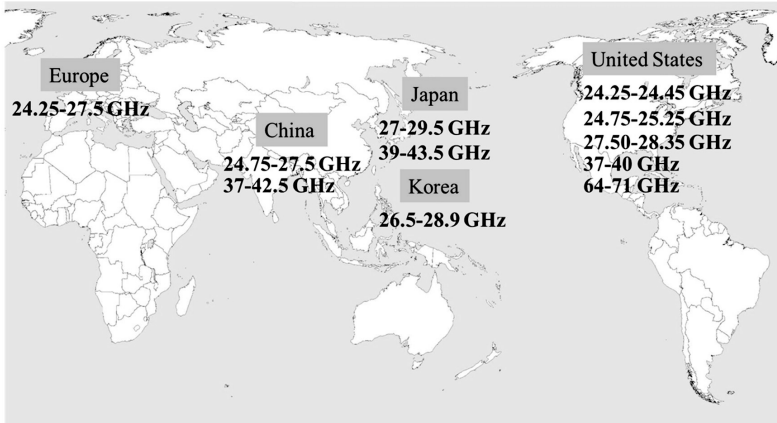 Europe
24.25-27.5 GHz
China
24.75-27.5 GHz
37-42.5 GHz
Japan
27-29.5 GHz
39-43.5 GHz
Korea
26.5-28.9 GHz
United States
24.25-24.45 GHz
24.75-25.25 GHz
27.50-28.35 GHz
37-40 GHz
64-71 GHz